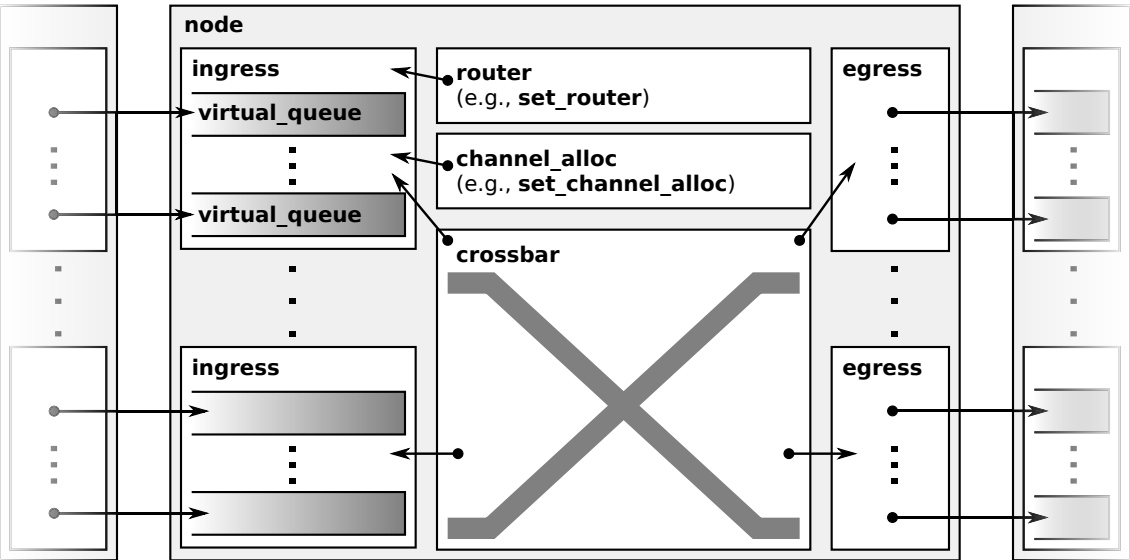 node
ingress
virtual_queue
virtual_queue
router
(e.g., set_router)
channel_alloc
(e.g., set_channel_alloc)
crossbar
egress
ingress
egress